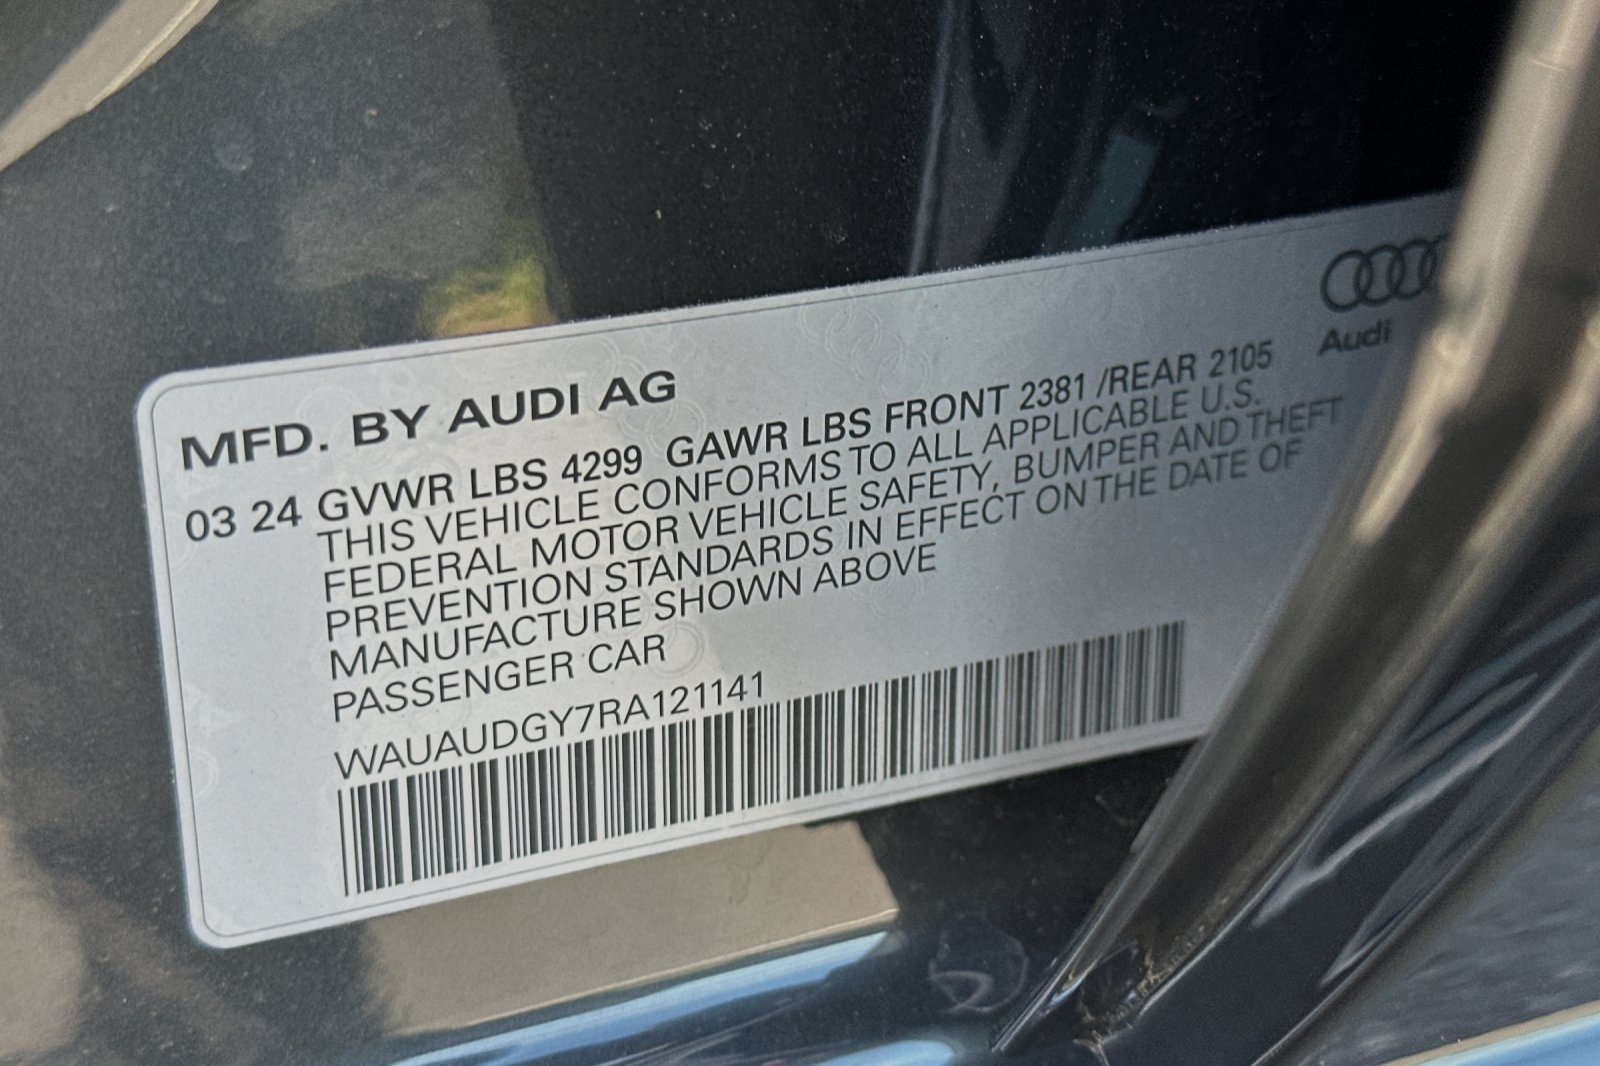 Audi
MFD. BY AUDI AG
03 24 GVWR LBS 4299 GAWR LBS FRONT 2381 /REAR 2105
THIS VEHICLE CONFORMS TO ALL APPLICABLE U.S.
FEDERAL MOTOR VEHICLE SAFETY, BUMPER AND THEFT
PREVENTION STANDARDS IN EFFECT ON THE DATE OF
MANUFACTURE SHOWN ABOVE
PASSENGER CAR
WAUAUDGY7RA121141